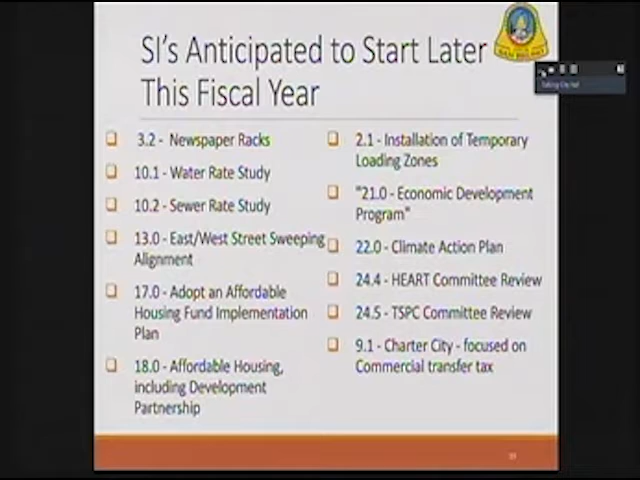 SI's Anticipated to Start Later
This Fiscal Year
3.2 - Newspaper Racks
10.1 - Water Rate Study
10.2 - Sewer Rate Study
13.0 - East/West Street Sweeping
Alignment
17.0 - Adopt an Affordable
Housing Fund Implementation
Plan
18.0 - Affordable Housing,
including Development
Partnership
2.1 - Installation of Temporary
Loading Zones
"21.0 - Economic Development
Program"
22.0 - Climate Action Plan
24.4 - HEART Committee Review
24.5 - TSPC Committee Review
9.1 - Charter City - focused on
Commercial transfer tax
SAN BRUNO